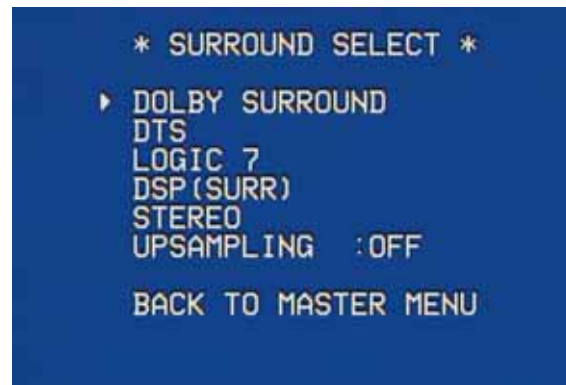 * SURROUND SELECT *
DOLBY SURROUND
DTS
LOGIC 7
DSP(SURR)
STEREO
UPSAMPLING :OFF
BACK TO MASTER MENU